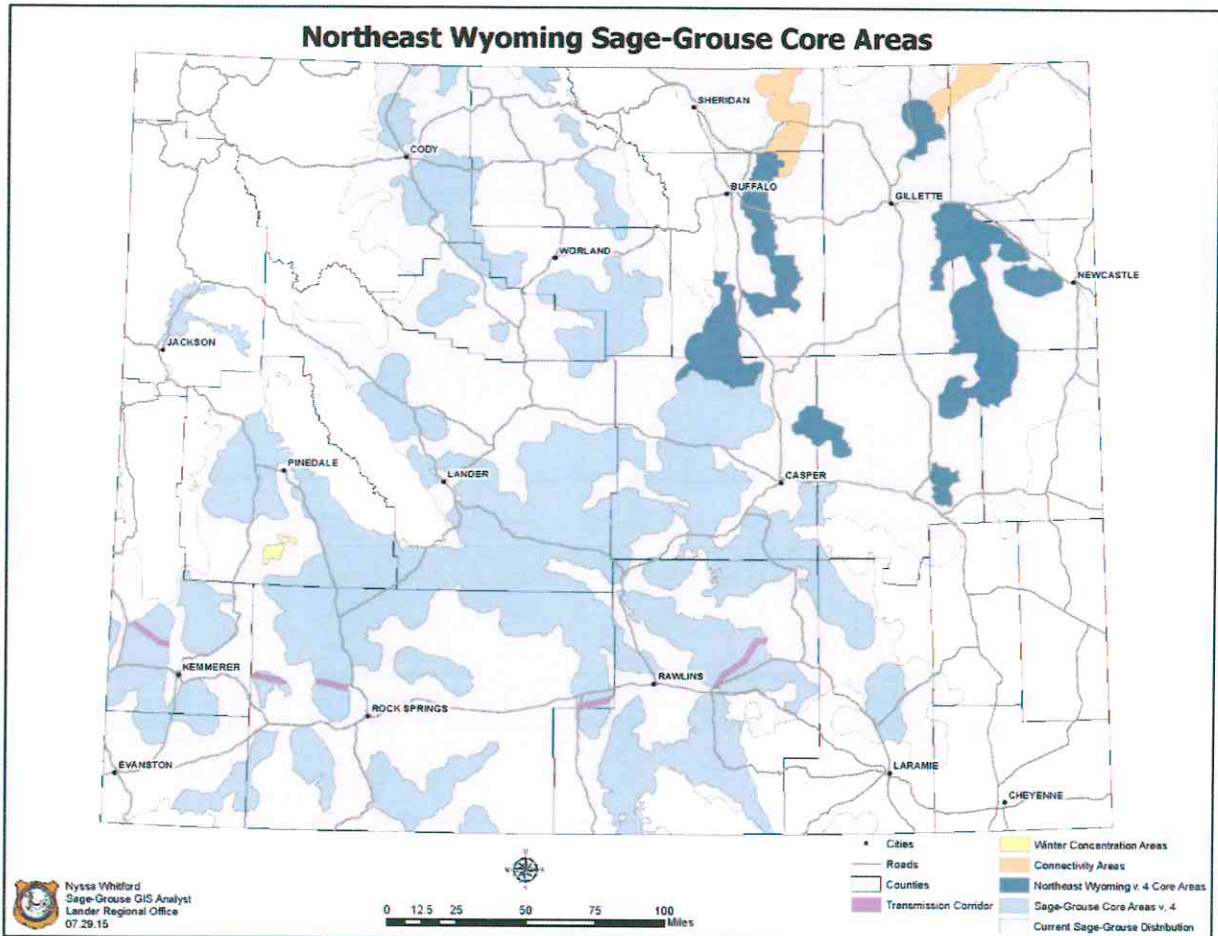 Northeast Wyoming Sage-Grouse Core Areas
SHERIDAN
CODY
BUFFALO
GILLETTE
WORLAND
NEWCASTLE
JACKSON
PINEDALE
LANDER
CASPER
KEMMERER
RAWLINS
ROCK SPRINGS
EVANSTON
LARAMIE
CHEYENNE
Nyssa Whitford
Sage-Grouse GIS Analyst
Lander Regional Office
07.29.15
0 12.5 25 50 75 100
Miles
Cities
Roads
Counties
Transmission Corridor
Winter Concentration Areas
Connectivity Areas
Northeast Wyoming v. 4 Core Areas
Sage-Grouse Core Areas v. 4
Current Sage-Grouse Distribution